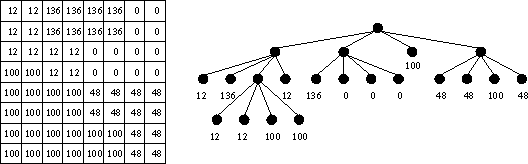 12 12 136 136 136 136 0 0
12 12 136 136 136 136 0 0
12 12 12 12 0 0 0 0
100 100 12 12 0 0 0 0
100 100 100 100 48 48 48 48
100 100 100 100 48 48 48 48
100 100 100 100 100 100 48 48
100 100 100 100 100 100 48 48
100
12 136 12 136 0 0 0 48 48 100 48
12 12 100 100